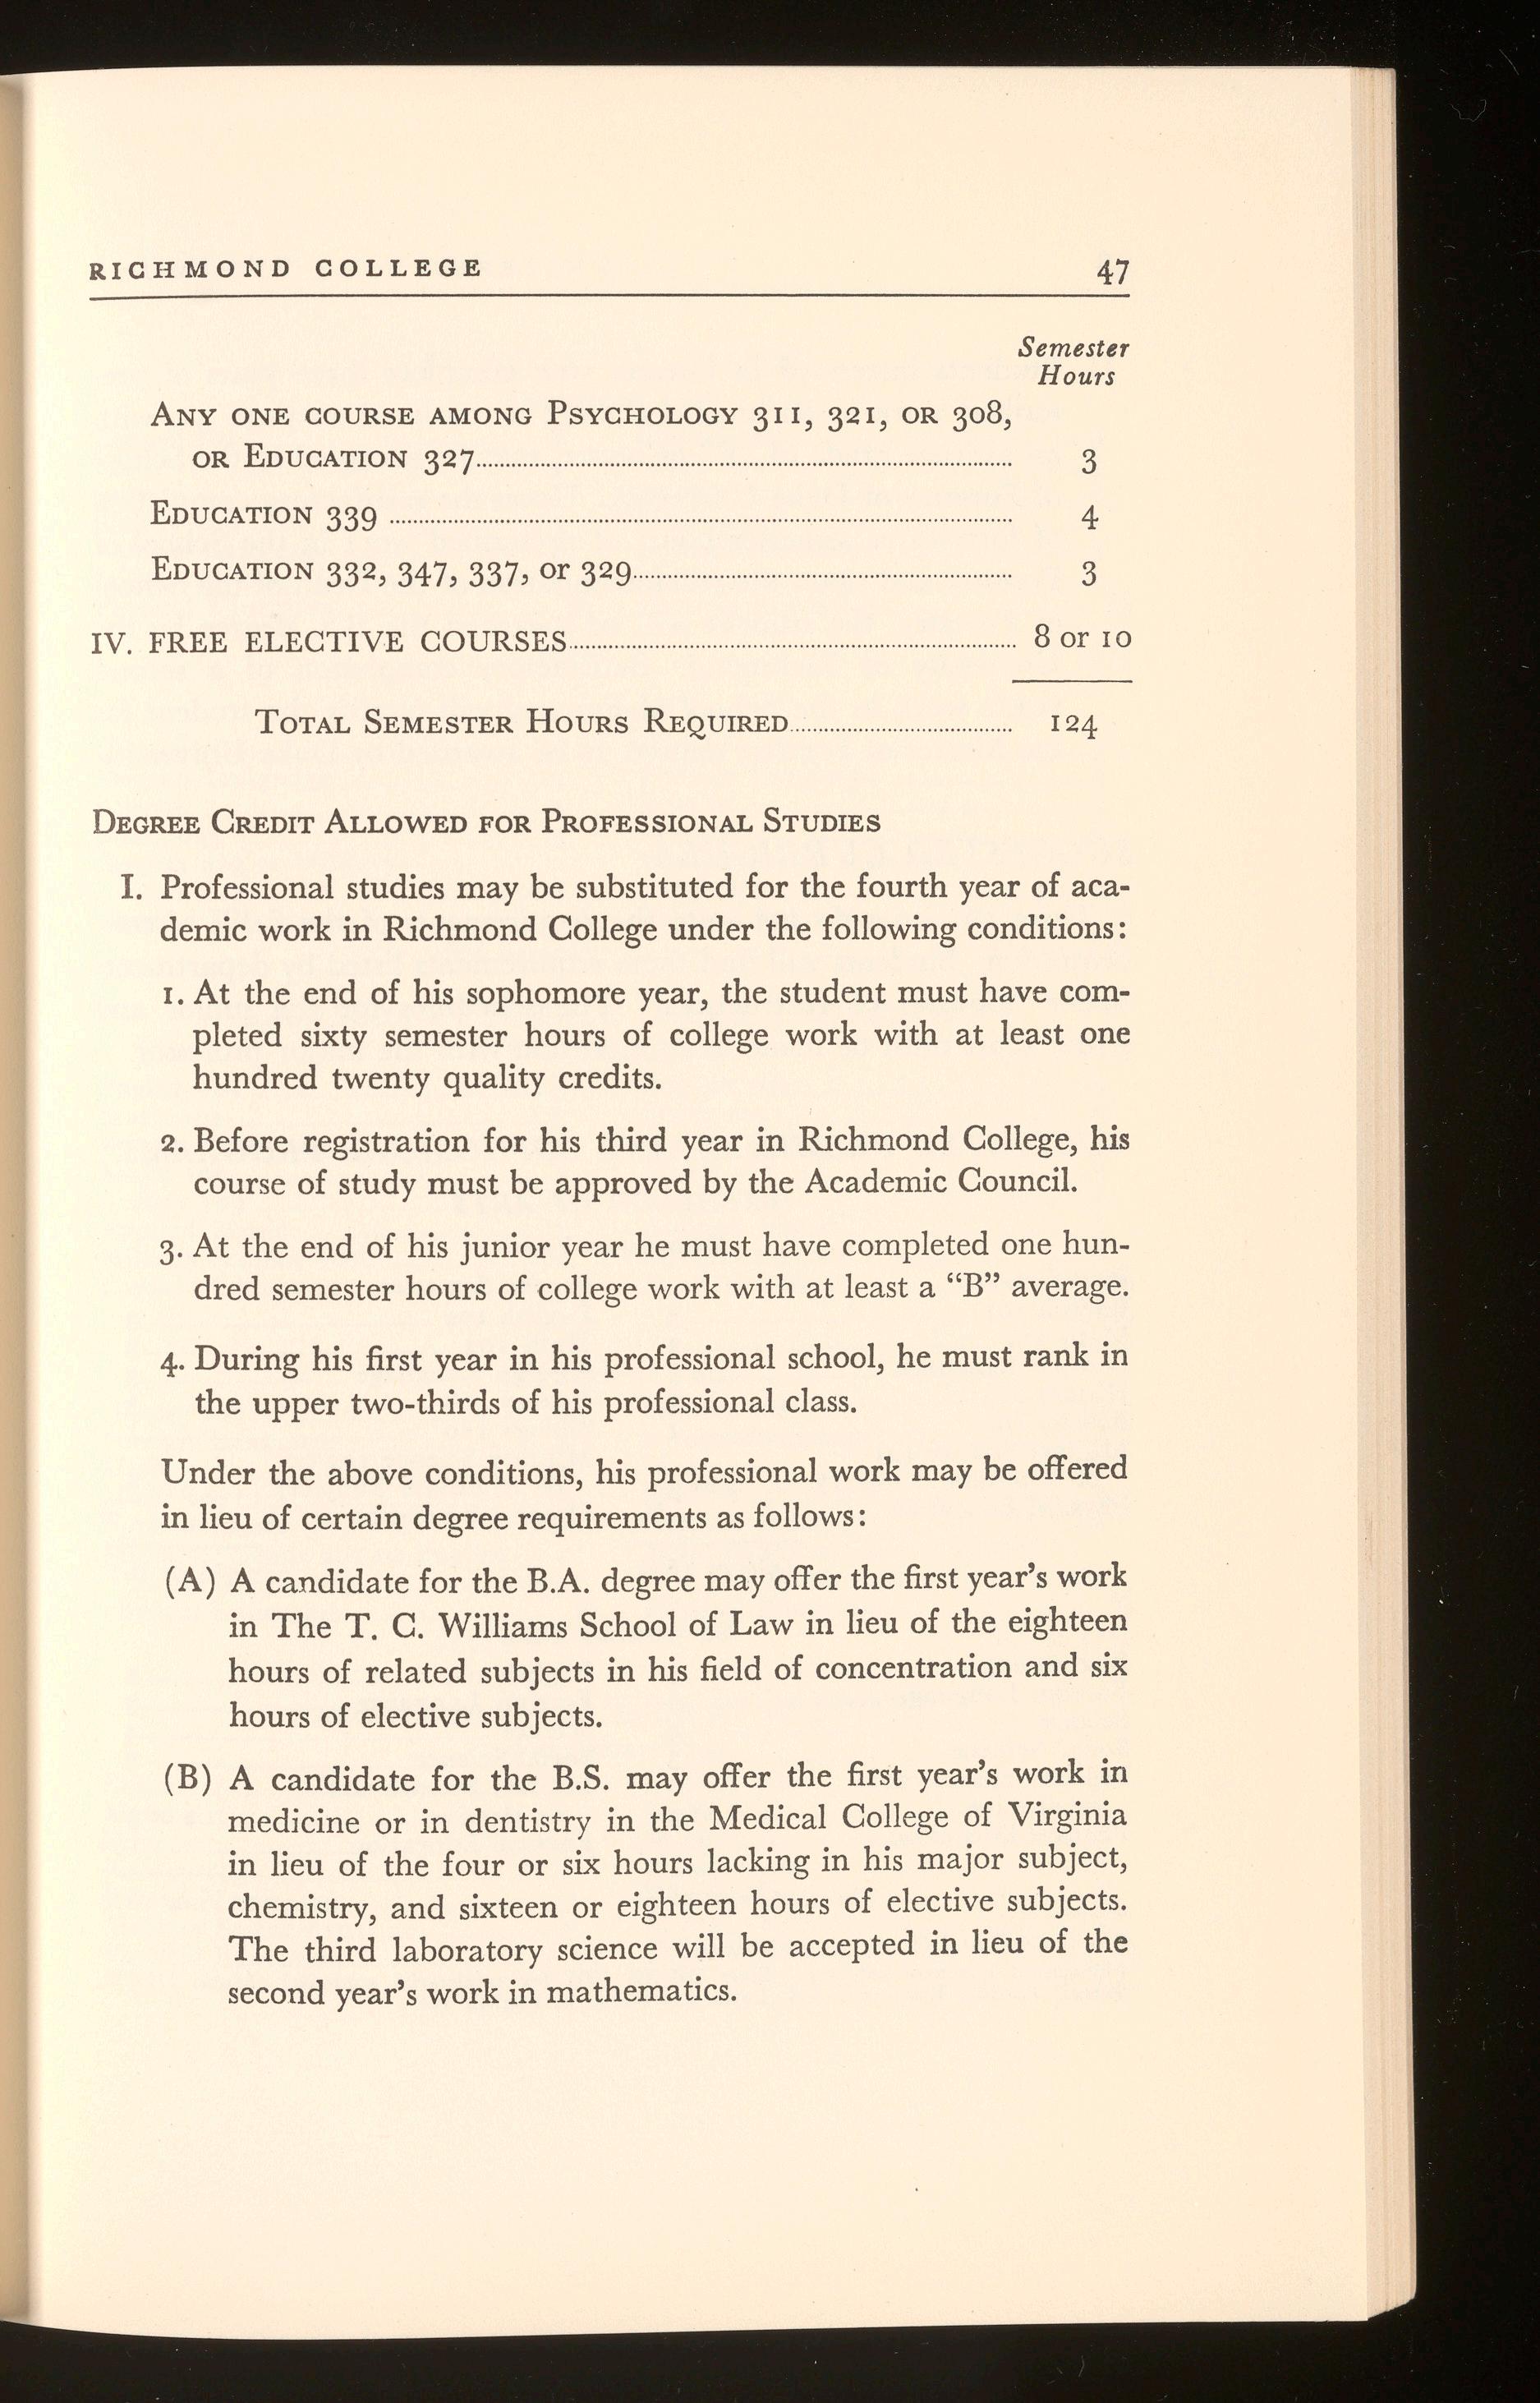 RICHMOND COLLEGE 47
Semester
Hours
ANY ONE COURSE AMONG PSYCHOLOGY 311, 321, OR 308,
OR EDUCATION 327 3
EDUCATION 339 4
EDUCATION 332, 347, 337, or 329 3
IV. FREE ELECTIVE COURSES 8 or 10
TOTAL SEMESTER HOURS REQUIRED 124
DEGREE CREDIT ALLOWED FOR PROFESSIONAL STUDIES
I. Professional studies may be substituted for the fourth year of aca-
demic work in Richmond College under the following conditions:
1. At the end of his sophomore year, the student must have com-
pleted sixty semester hours of college work with at least one
hundred twenty quality credits.
2. Before registration for his third year in Richmond College, his
course of study must be approved by the Academic Council.
3. At the end of his junior year he must have completed one hun-
dred semester hours of college work with at least a “B” average.
4. During his first year in his professional school, he must rank in
the upper two-thirds of his professional class.
Under the above conditions, his professional work may be offered
in lieu of certain degree requirements as follows:
(A) A candidate for the B.A. degree may offer the first year’s work
in The T. C. Williams School of Law in lieu of the eighteen
hours of related subjects in his field of concentration and six
hours of elective subjects.
(B) A candidate for the B.S. may offer the first year’s work in
medicine or in dentistry in the Medical College of Virginia
in lieu of the four or six hours lacking in his major subject,
chemistry, and sixteen or eighteen hours of elective subjects.
The third laboratory science will be accepted in lieu of the
second year’s work in mathematics.